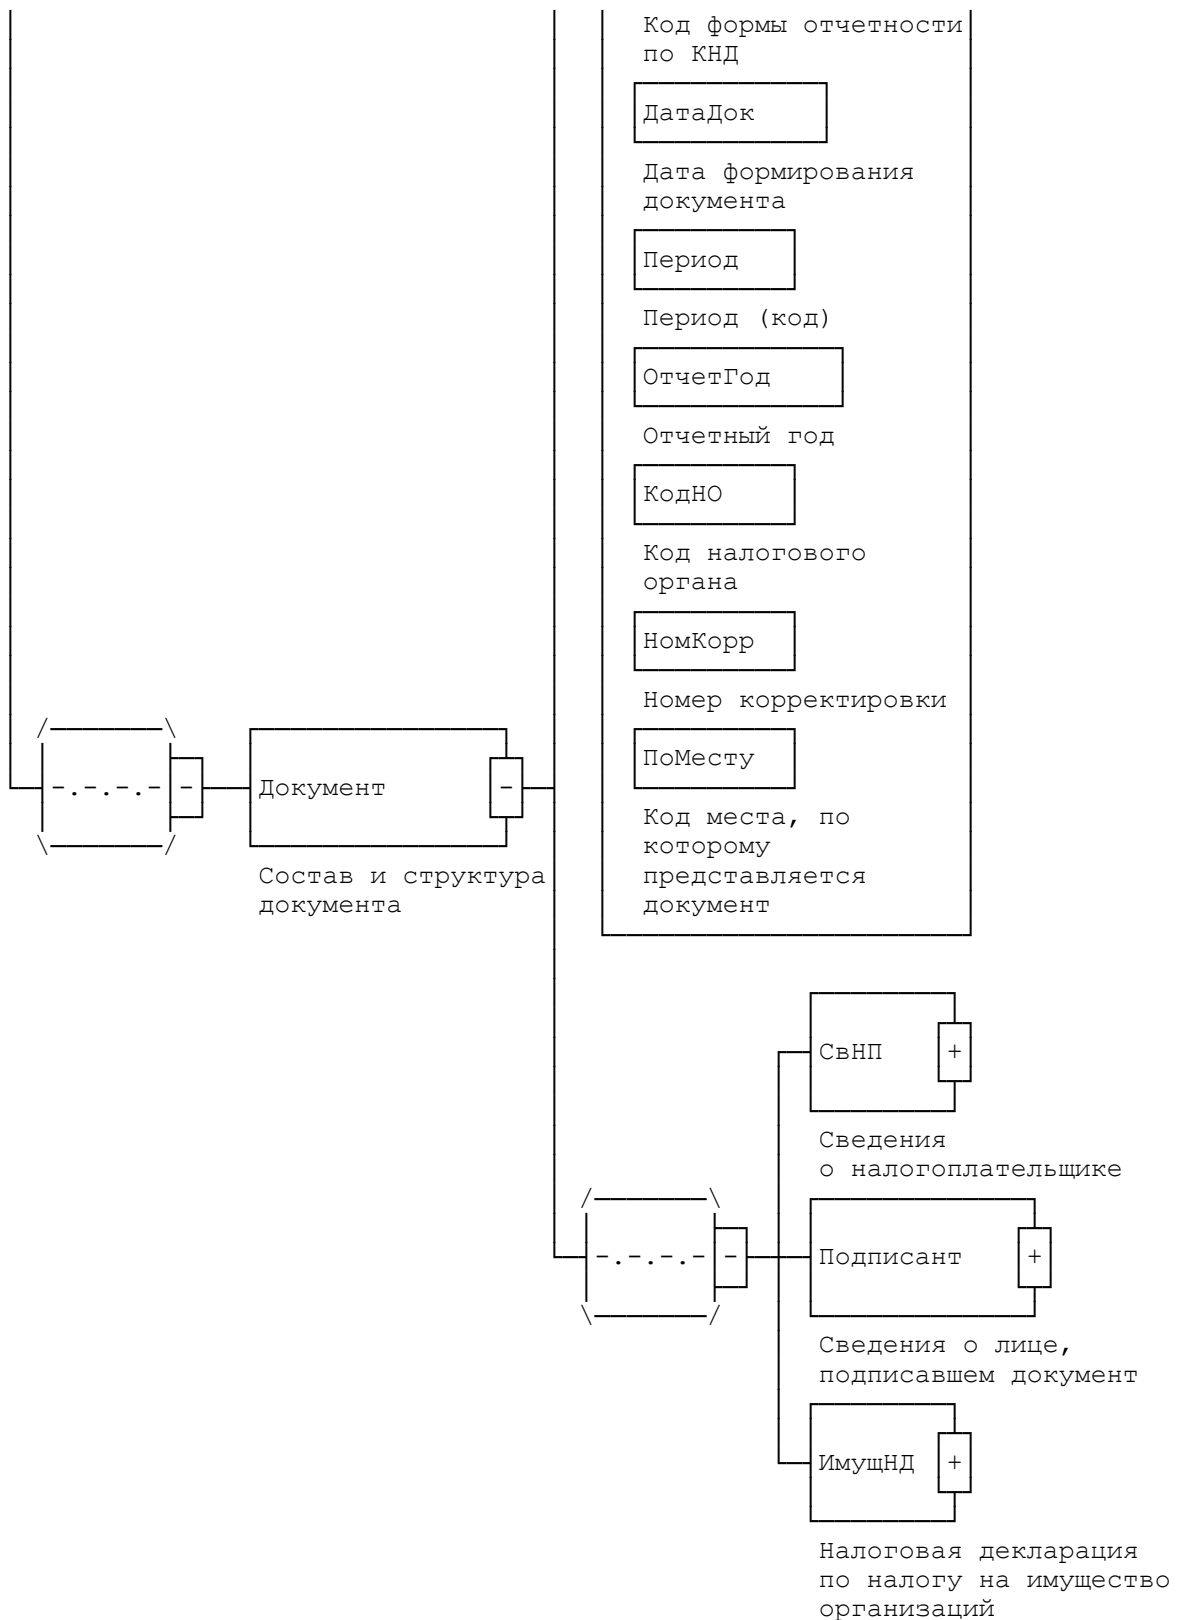 Код формы отчетности
по КНД
ДатаДок
Дата формирования
документа
Период
Период (код)
ОтчетГод
Отчетный год
КодНО
Код налогового
органа
НомКорр
Номер корректировки
ПоМесту
Код места, по
которому
представляется
документ
-.-.-.- -
Документ -
Состав и структура
документа
СвНП +
Сведения
о налогоплательщике
-.-.-.- -
Подписант +
Сведения о лице,
подписавшем документ
ИмущНД +
Налоговая декларация
по налогу на имущество
организаций